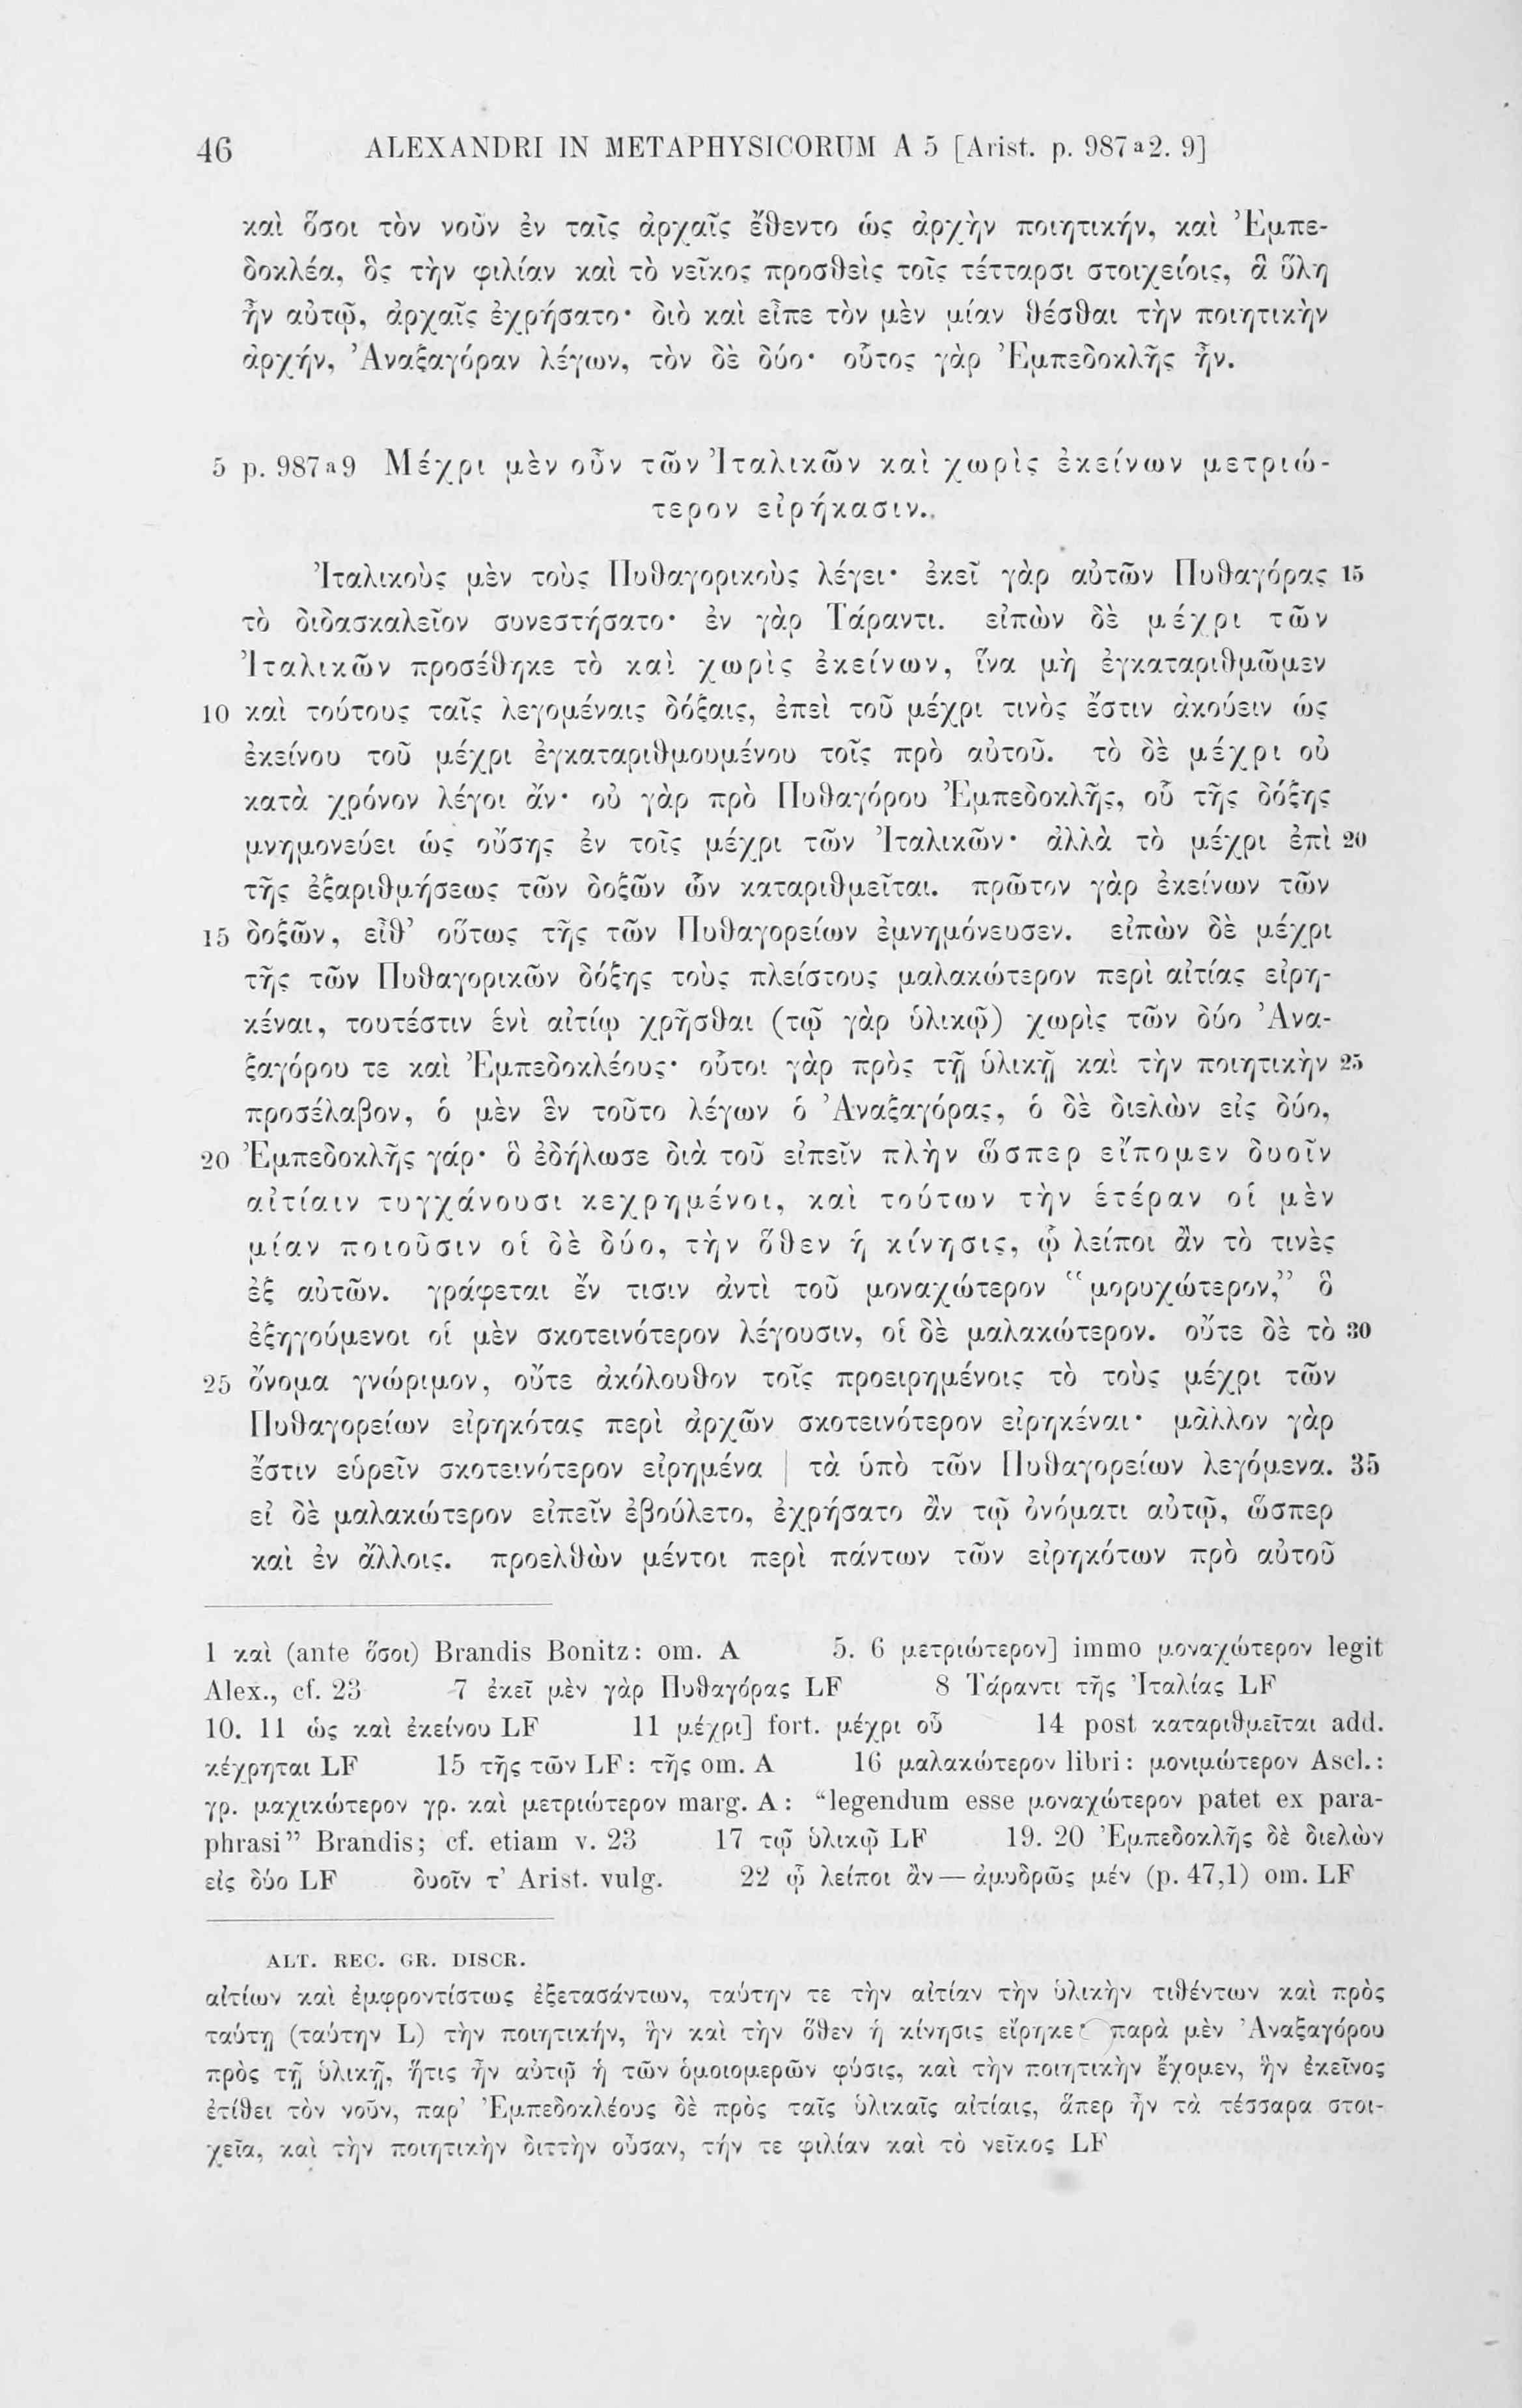 46 ALEXANDRI IN METAPHYSICORUM A 5 [Arist. p. 987a2. 9]
καὶ ὅσοι τὸν νοῦν ἐν ταῖς ἀρχαῖς ἔθεντο ὡς ἀρχὴν ποιητικήν, καὶ Ἐμπε-
δοκλέα, ὃς τὴν φιλίαν καὶ τὸ νεῖκος προσθεὶς τοῖς τέτταρσι στοιχείοις, ἃ ὕλη
ἦν αὐτῷ, ἀρχαῖς ἐχρήσατο· διὸ καὶ εἶπε τὸν μὲν μίαν θέσθαι τὴν ποιητικὴν
ἀρχήν, Ἀναξαγόραν λέγων, τὸν δὲ δύο· οὗτος γὰρ Ἐμπεδοκλῆς ἦν.
5 p. 987a9 Μέχρι μὲν οὖν τῶν Ἰταλικῶν καὶ χωρὶς ἐκείνων μετριώ-
τερον εἰρήκασιν.
Ἰταλικοὺς μὲν τοὺς Πυθαγορικοὺς λέγει· ἐκεῖ γὰρ αὐτῶν Πυθαγόρας 15
τὸ διδασκαλεῖον συνεστήσατο· ἐν γὰρ Τάραντι. εἰπὼν δὲ μέχρι τῶν
Ἰταλικῶν προσέθηκε τὸ καὶ χωρὶς ἐκείνων, ἵνα μὴ ἐγκαταριθμῶμεν
10 καὶ τούτους ταῖς λεγομέναις δόξαις, ἐπεὶ τοῦ μέχρι τινὸς ἔστιν ἀκούειν ὡς
ἐκείνου τοῦ μέχρι ἐγκαταριθμουμένου τοῖς πρὸ αὐτοῦ. τὸ δὲ μέχρι οὐ
κατὰ χρόνον λέγοι ἄν· οὐ γὰρ πρὸ Πυθαγόρου Ἐμπεδοκλῆς, οὗ τῆς δόξης
μνημονεύει ὡς οὔσης ἐν τοῖς μέχρι τῶν Ἰταλικῶν· ἀλλὰ τὸ μέχρι ἐπὶ 20
τῆς ἐξαριθμήσεως τῶν δοξῶν ὧν καταριθμεῖται. πρῶτον γὰρ ἐκείνων τῶν
15 δοξῶν, εἶθ’ οὕτως τῆς τῶν Πυθαγορείων ἐμνημόνευσεν. εἰπὼν δὲ μέχρι
τῆς τῶν Πυθαγορικῶν δόξης τοὺς πλείστους μαλακώτερον περὶ αἰτίας εἰρη-
κέναι, τουτέστιν ἑνὶ αἰτίῳ χρῆσθαι (τῷ γὰρ ὑλικῷ) χωρὶς τῶν δύο Ἀνα-
ξαγόρου τε καὶ Ἐμπεδοκλέους· οὗτοι γὰρ πρὸς τῇ ὑλικῇ καὶ τὴν ποιητικὴν 25
προσέλαβον, ὁ μὲν ἓν τοῦτο λέγων ὁ Ἀναξαγόρας, ὁ δὲ διελὼν εἰς δύο,
20 Ἐμπεδοκλῆς γάρ· ὃ ἐδήλωσε διὰ τοῦ εἰπεῖν πλὴν ὥσπερ εἴπομεν δυοῖν
αἰτίαιν τυγχάνουσι κεχρημένοι, καὶ τούτων τὴν ἑτέραν οἱ μὲν
μίαν ποιοῦσιν οἱ δὲ δύο, τὴν ὅθεν ἡ κίνησις, ᾧ λείποι ἂν τὸ τινὲς
ἐξ αὐτῶν. γράφεται ἔν τισιν ἀντὶ τοῦ μοναχώτερον “μορυχώτερον,” ὃ
ἐξηγούμενοι οἱ μὲν σκοτεινότερον λέγουσιν, οἱ δὲ μαλακώτερον. οὔτε δὲ τὸ 30
25 ὄνομα γνώριμον, οὔτε ἀκόλουθον τοῖς προειρημένοις τὸ τοὺς μέχρι τῶν
Πυθαγορείων εἰρηκότας περὶ ἀρχῶν σκοτεινότερον εἰρηκέναι· μᾶλλον γὰρ
ἔστιν εὑρεῖν σκοτεινότερον εἰρημένα | τὰ ὑπὸ τῶν Πυθαγορείων λεγόμενα. 35
εἰ δὲ μαλακώτερον εἰπεῖν ἐβούλετο, ἐχρήσατο ἂν τῷ ὀνόματι αὐτῷ, ὥσπερ
καὶ ἐν ἄλλοις. προελθὼν μέντοι περὶ πάντων τῶν εἰρηκότων πρὸ αὐτοῦ
1 καὶ (ante ὅσοι) Brandis Bonitz: om. A 5. 6 μετριώτερον] immo μοναχώτερον legit
Alex., cf. 23 7 ἐκεῖ μὲν γὰρ Πυθαγόρας LF 8 Τάραντι τῆς Ἰταλίας LF
10. 11 ὡς καὶ ἐκείνου LF 11 μέχρι] fort. μέχρι οὗ 14 post καταριθμεῖται add.
κέχρηται LF 15 τῆς τῶν LF: τῆς om. A 16 μαλακώτερον libri: μονιμώτερον Ascl.:
γρ. μαχικώτερον γρ. καὶ μετριώτερον marg. A: “legendum esse μοναχώτερον patet ex para-
phrasi” Brandis; cf. etiam v. 23 17 τῷ ὑλικῷ LF 19. 20 Ἐμπεδοκλῆς δὲ διελὼν
εἰς δύο LF δυοῖν τ’ Arist. vulg. 22 ᾧ λείποι ἂν — ἀμυδρῶς μέν (p. 47,1) om. LF
ALT. REC. GR. DISCR.
αἰτίων καὶ ἐμφροντίστως ἐξετασάντων, ταύτην τε τὴν αἰτίαν τὴν ὑλικὴν τιθέντων καὶ πρὸς
ταύτῃ (ταύτην L) τὴν ποιητικήν, ἣν καὶ τὴν ὅθεν ἡ κίνησις εἴρηκε· παρὰ μὲν Ἀναξαγόρου
πρὸς τῇ ὑλικῇ, ἥτις ἦν αὐτῷ ἡ τῶν ὁμοιομερῶν φύσις, καὶ τὴν ποιητικὴν ἔχομεν, ἣν ἐκεῖνος
ἐτίθει τὸν νοῦν, παρ’ Ἐμπεδοκλέους δὲ πρὸς ταῖς ὑλικαῖς αἰτίαις, ἅπερ ἦν τὰ τέσσαρα στοι-
χεῖα, καὶ τὴν ποιητικὴν διττὴν οὖσαν, τήν τε φιλίαν καὶ τὸ νεῖκος LF